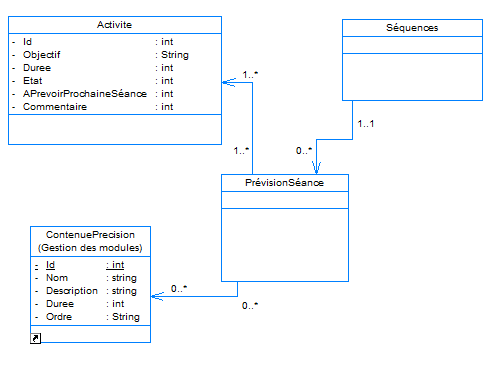 Activite
- Id : int
- Objectif : String
- Duree : int
- Etat : int
- APrevoirProchaineSéance : int
- Commentaire : int
Séquences
1..*
1..1
1..*
0..*
PrévisionSéance
ContenuePrecision
(Gestion des modules)
- Id : int
- Nom : string
- Description : string
- Duree : int
- Ordre : String
0..*
0..*